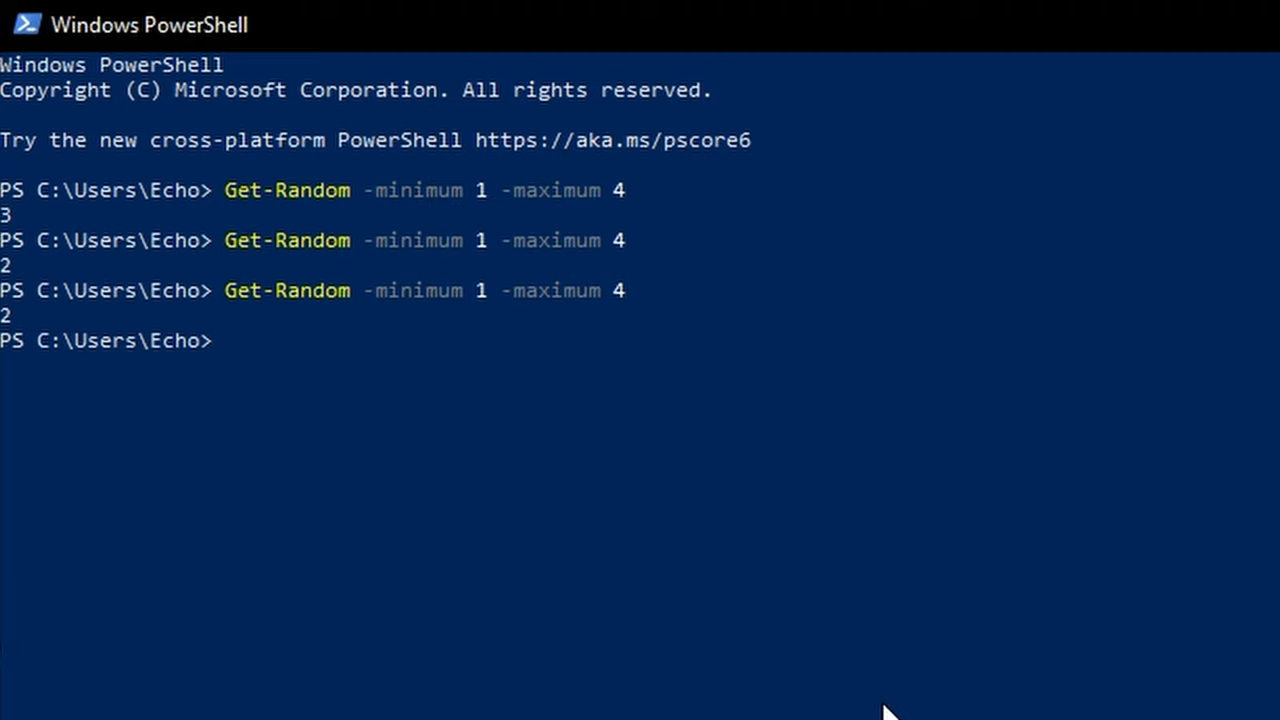 Windows PowerShell
Windows PowerShell
Copyright (C) Microsoft Corporation. All rights reserved.
Try the new cross-platform PowerShell https://aka.ms/pscore6
PS C:\Users\Echo> Get-Random -minimum 1 -maximum 4
3
PS C:\Users\Echo> Get-Random -minimum 1 -maximum 4
2
PS C:\Users\Echo> Get-Random -minimum 1 -maximum 4
2
PS C:\Users\Echo>